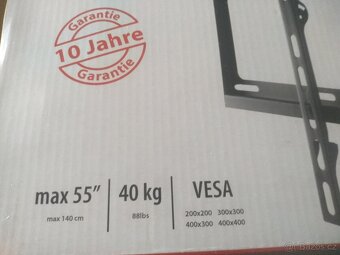 Garantie
10 Jahre
Garantie
max 55”
max 140 cm
40 kg
88lbs
VESA
200x200 300x300
400x300 400x400